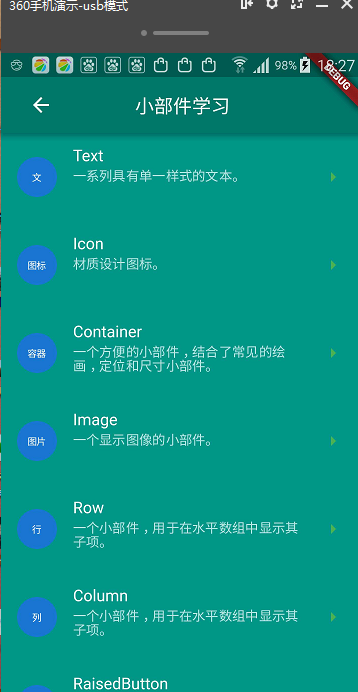 360手机演示-usb模式
98%
18:27
DEBUG
小部件学习
文
Text
一系列具有单一样式的文本。
图标
Icon
材质设计图标。
容器
Container
一个方便的小部件，结合了常见的绘
画，定位和尺寸小部件。
图片
Image
一个显示图像的小部件。
行
Row
一个小部件，用于在水平数组中显示其
子项。
列
Column
一个小部件，用于在水平数组中显示其
子项。
RaisedButton